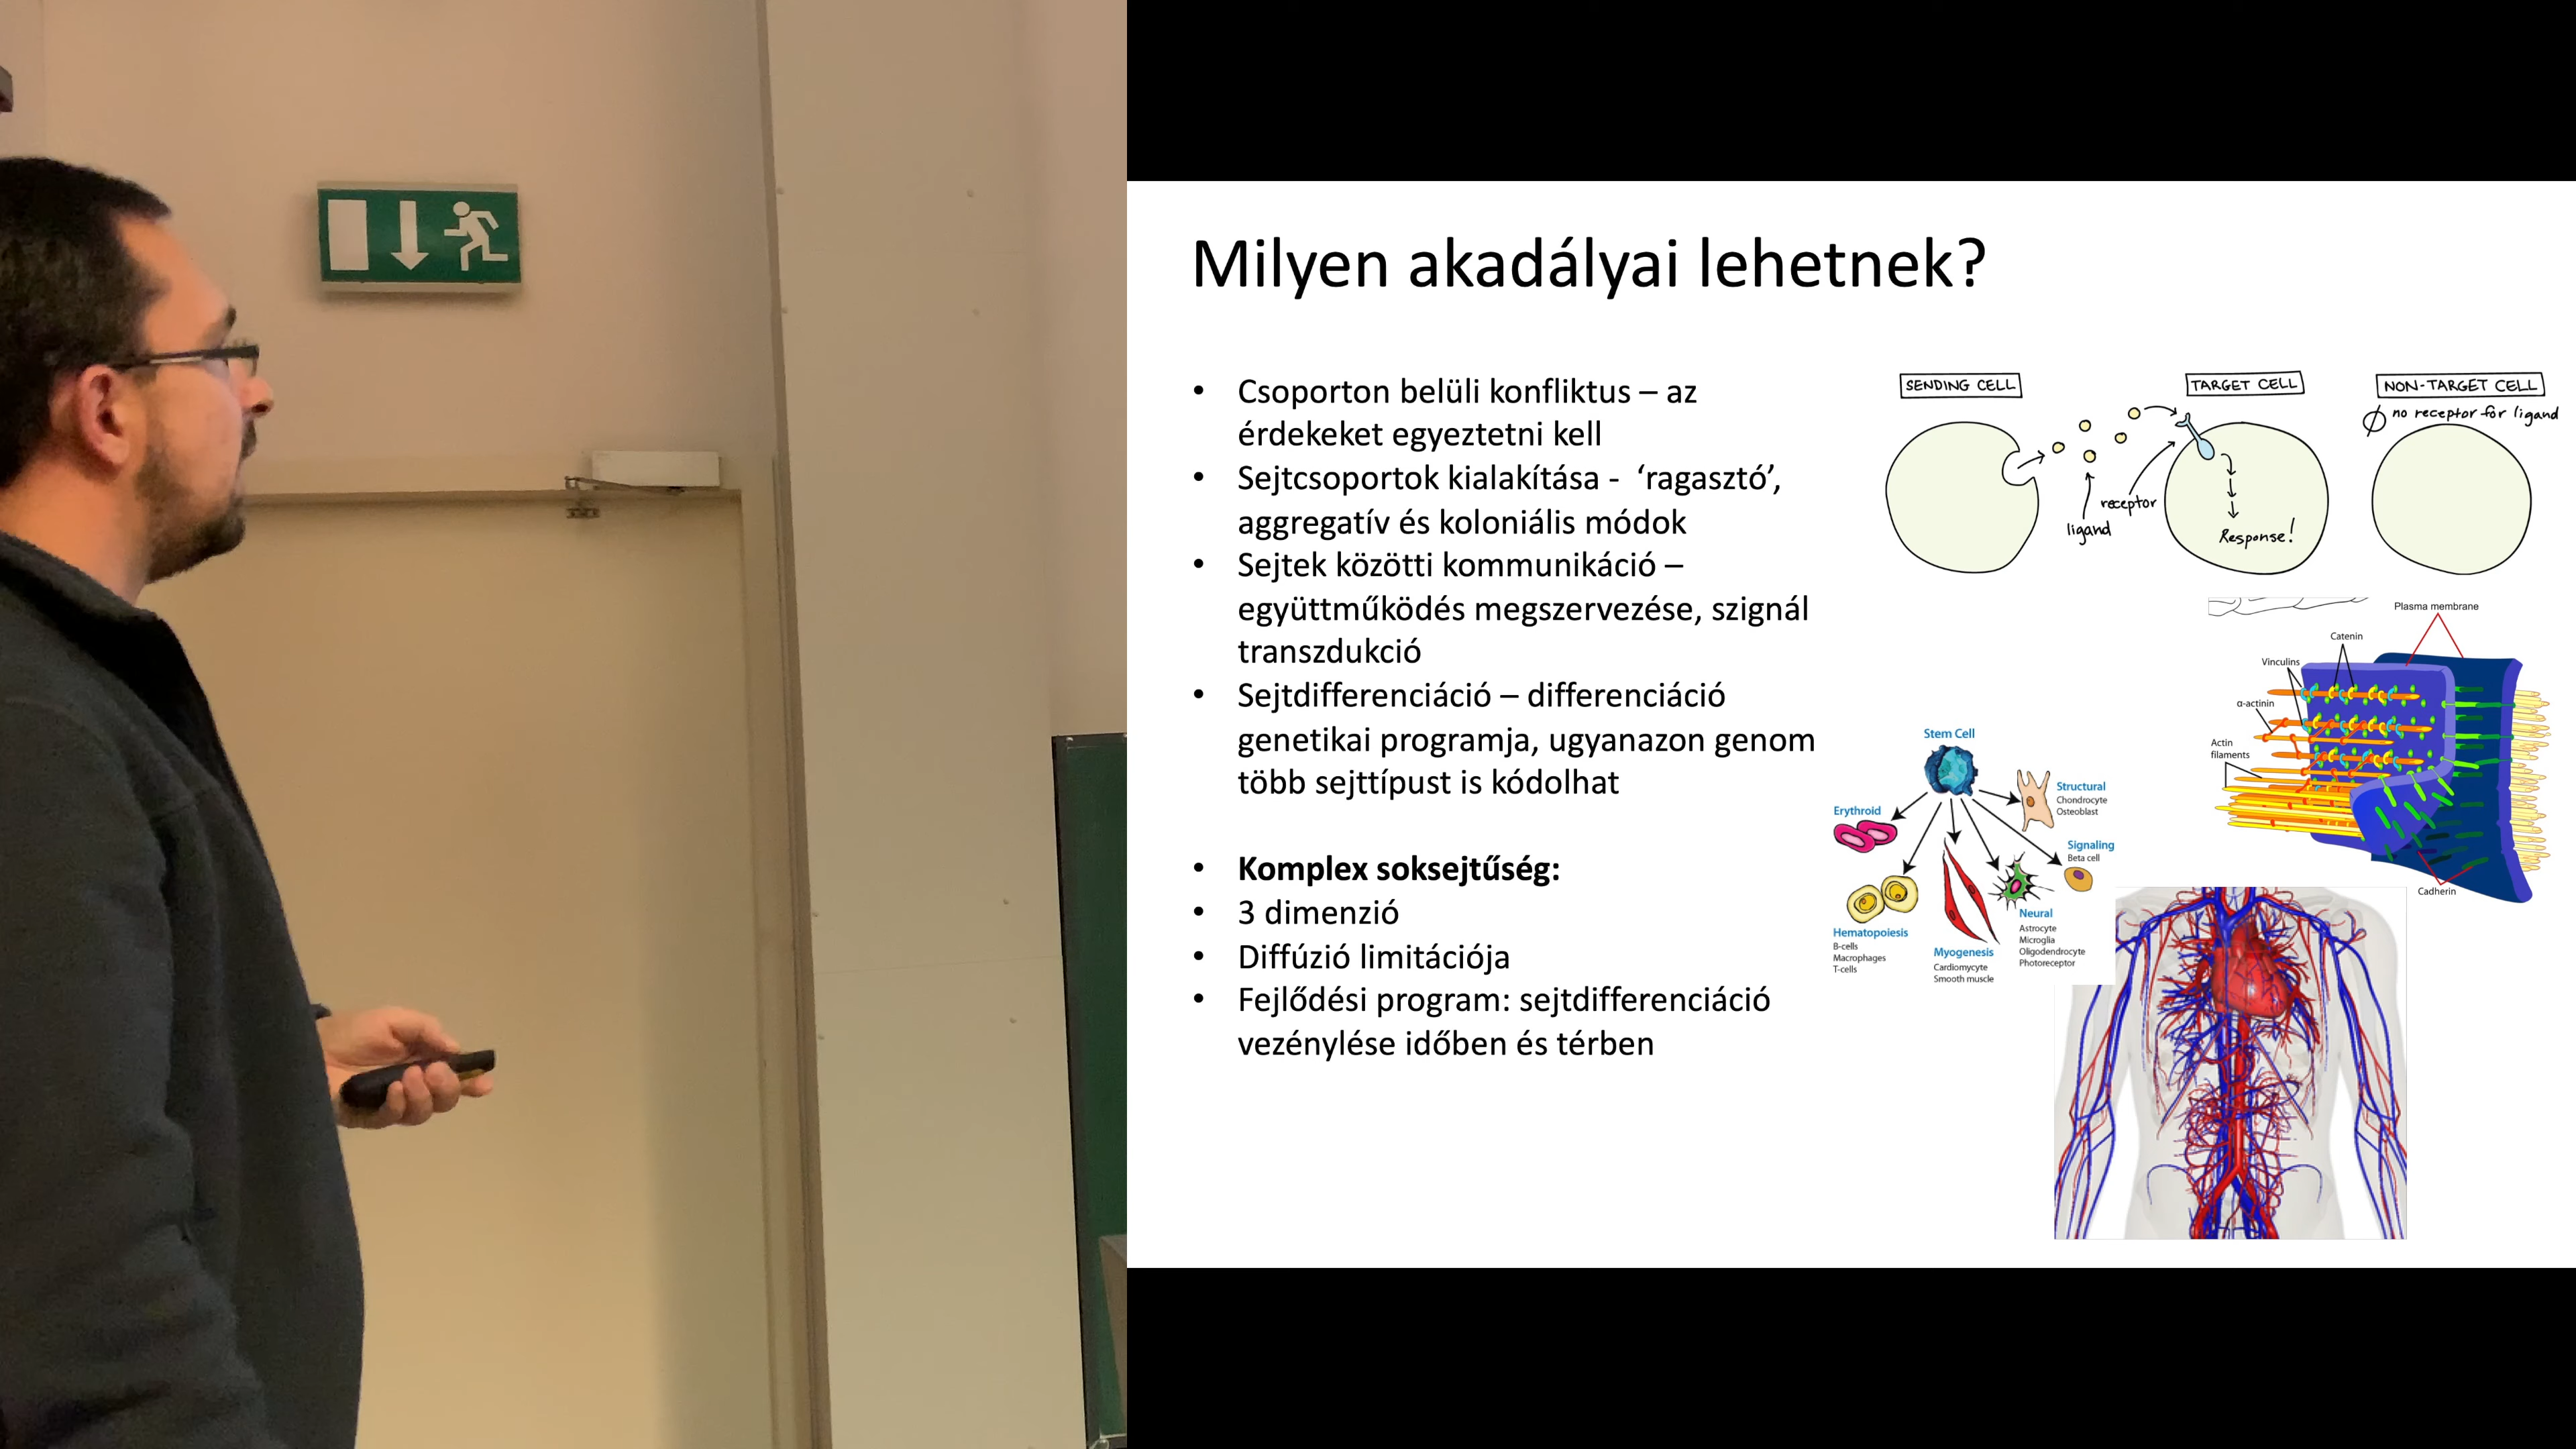 Milyen akadályai lehetnek?
• Csoporton belüli konfliktus – az
érdekeket egyeztetni kell
• Sejtcsoportok kialakítása - ‘ragasztó’,
aggregatív és koloniális módok
• Sejtek közötti kommunikáció –
együttműködés megszervezése, szignál
transzdukció
• Sejtdifferenciáció – differenciáció
genetikai programja, ugyanazon genom
több sejttípust is kódolhat
• Komplex soksejtűség:
• 3 dimenzió
• Diffúzió limitációja
• Fejlődési program: sejtdifferenciáció
vezénylése időben és térben
SENDING CELL
TARGET CELL
NON-TARGET CELL
no receptor for ligand
receptor
ligand
Response!
Plasma membrane
Catenin
Vinculins
α-actinin
Actin
filaments
Cadherin
Stem Cell
Erythroid
Structural
Chondrocyte
Osteoblast
Signaling
Beta cell
Hematopoiesis
B-cells
Macrophages
T-cells
Myogenesis
Cardiomycyte
Smooth muscle
Neural
Astrocyte
Microglia
Oligodendrocyte
Photoreceptor